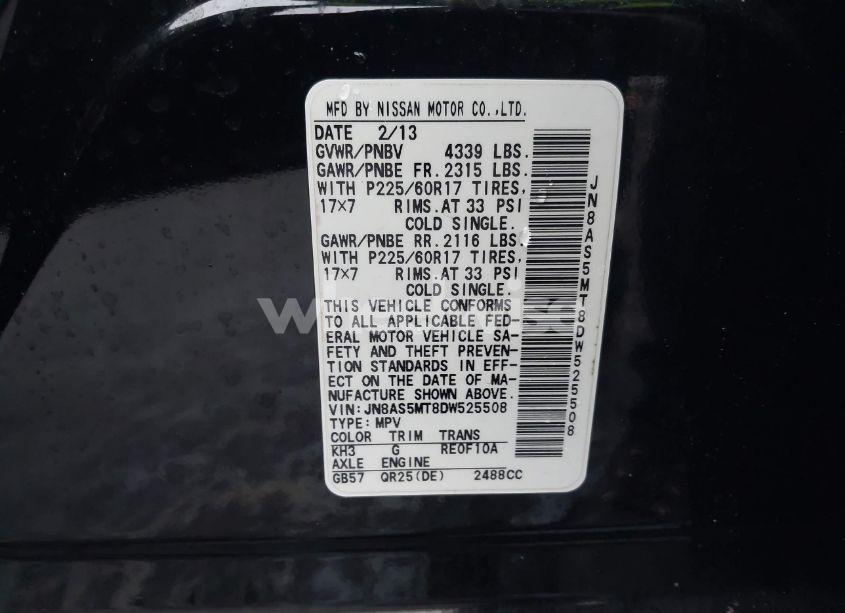 MFD BY NISSAN MOTOR CO.,LTD.
DATE 2/13
GVWR/PNBV 4339 LBS.
GAWR/PNBE FR. 2315 LBS.
WITH P225/60R17 TIRES,
17×7 RIMS.AT 33 PSI
COLD SINGLE.
GAWR/PNBE RR. 2116 LBS.
WITH P225/60R17 TIRES,
17×7 RIMS.AT 33 PSI
COLD SINGLE.
THIS VEHICLE CONFORMS
TO ALL APPLICABLE FED-
ERAL MOTOR VEHICLE SA-
FETY AND THEFT PREVEN-
TION STANDARDS IN EFF-
ECT ON THE DATE OF MA-
NUFACTURE SHOWN ABOVE.
VIN:JN8AS5MT8DW525508
TYPE:MPV
COLOR TRIM TRANS
KH3 G RE0F10A
AXLE ENGINE
GB57 QR25(DE) 2488CC
JN8AS5MT8DW525508